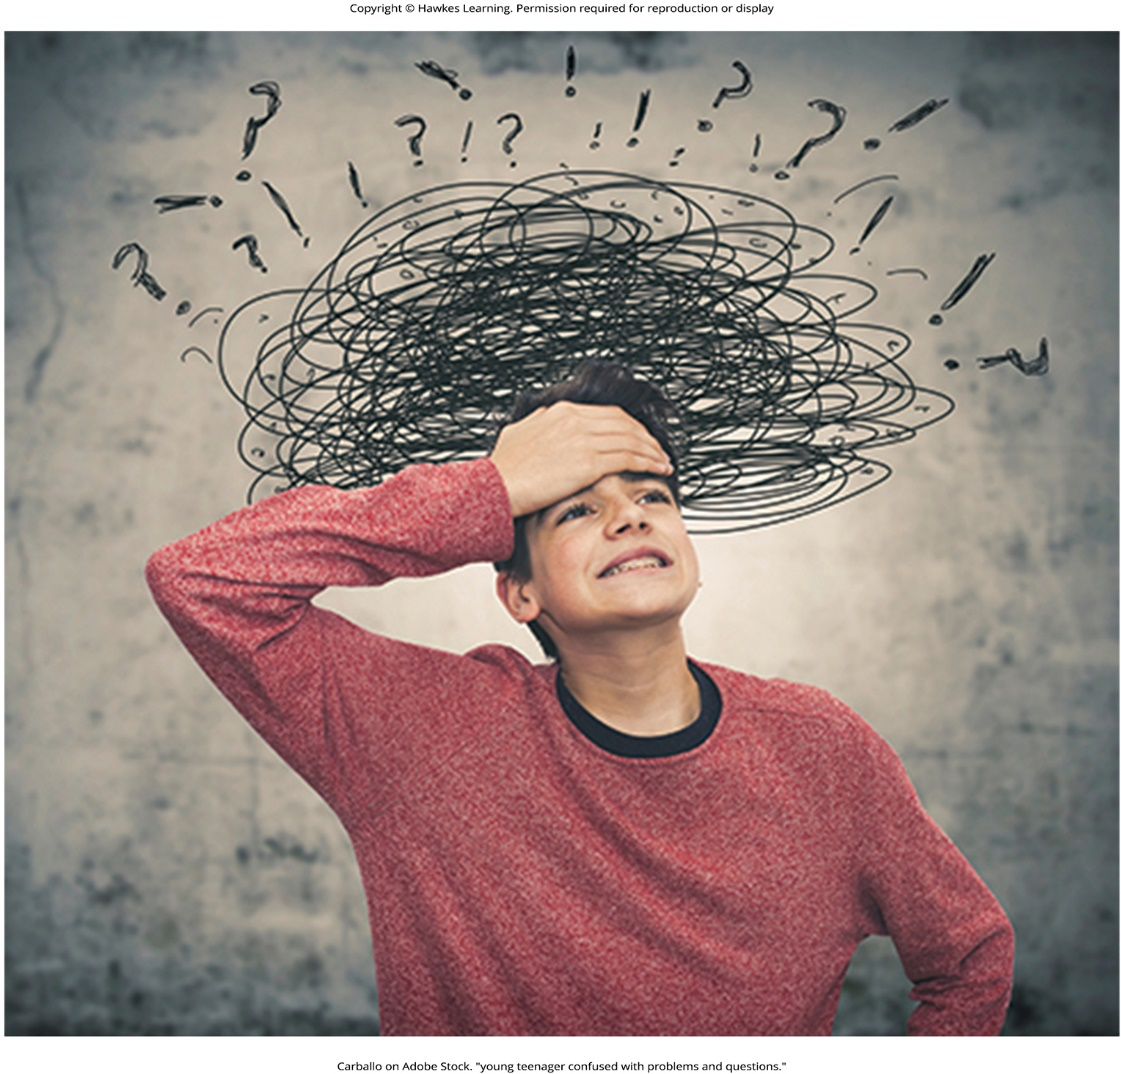 Copyright © Hawkes Learning. Permission required for reproduction or display
Carballo on Adobe Stock. "young teenager confused with problems and questions."